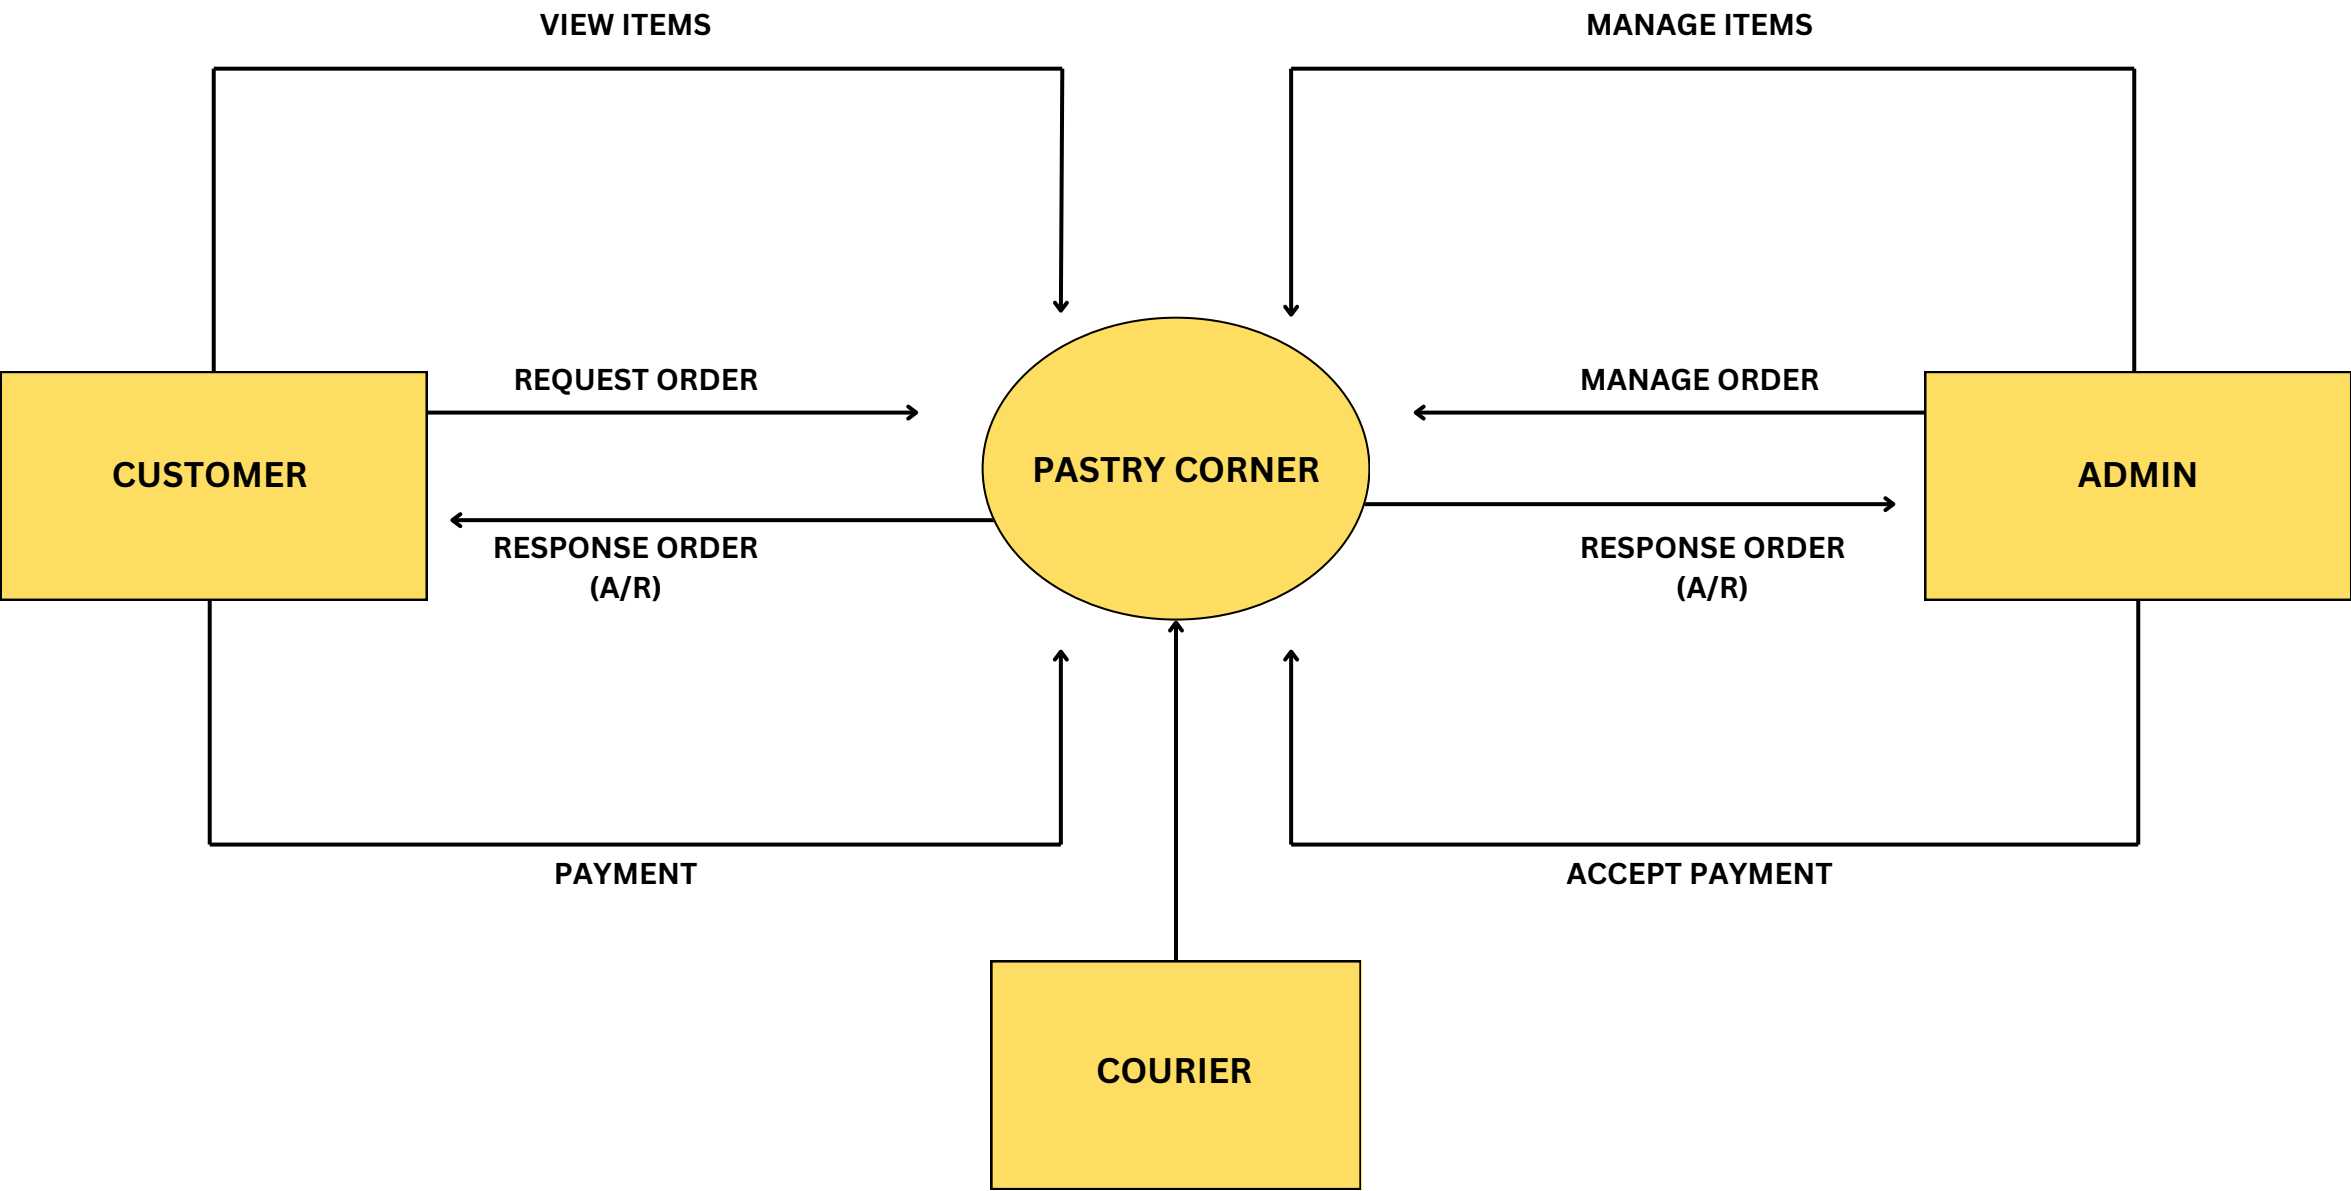 VIEW ITEMS
MANAGE ITEMS
REQUEST ORDER
MANAGE ORDER
CUSTOMER
PASTRY CORNER
ADMIN
RESPONSE ORDER
(A/R)
RESPONSE ORDER
(A/R)
PAYMENT
ACCEPT PAYMENT
COURIER